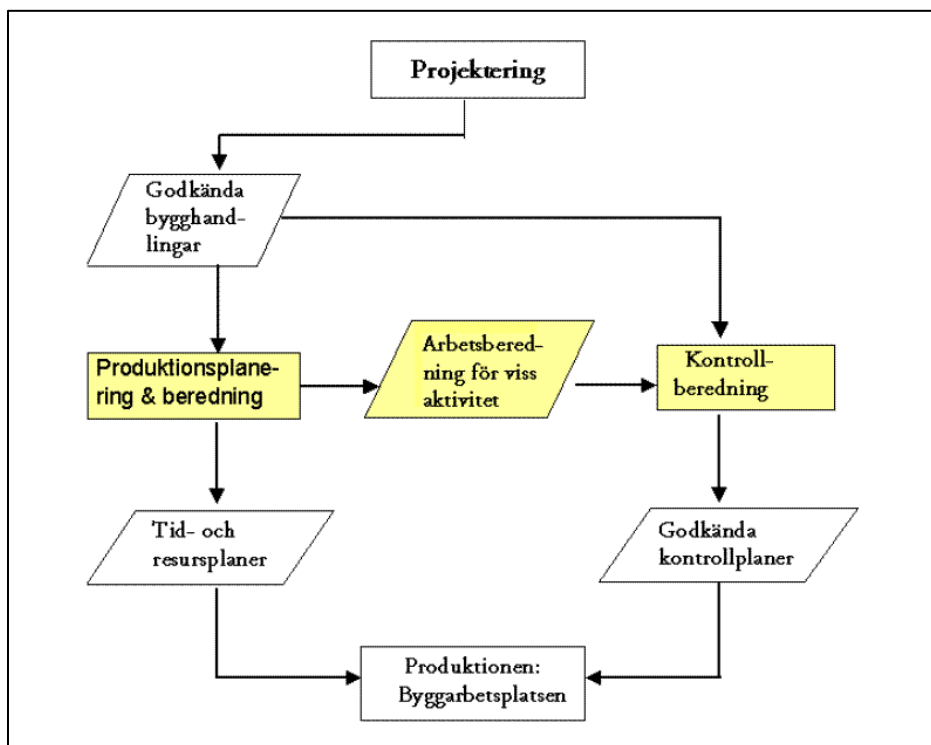 Projektering
Godkända
bygghand-
lingar
Produktionsplane-
ring & beredning
Arbetsbered-
ning för viss
aktivitet
Kontroll-
beredning
Tid- och
resursplaner
Godkända
kontrollplaner
Produktionen:
Byggarbetsplatsen